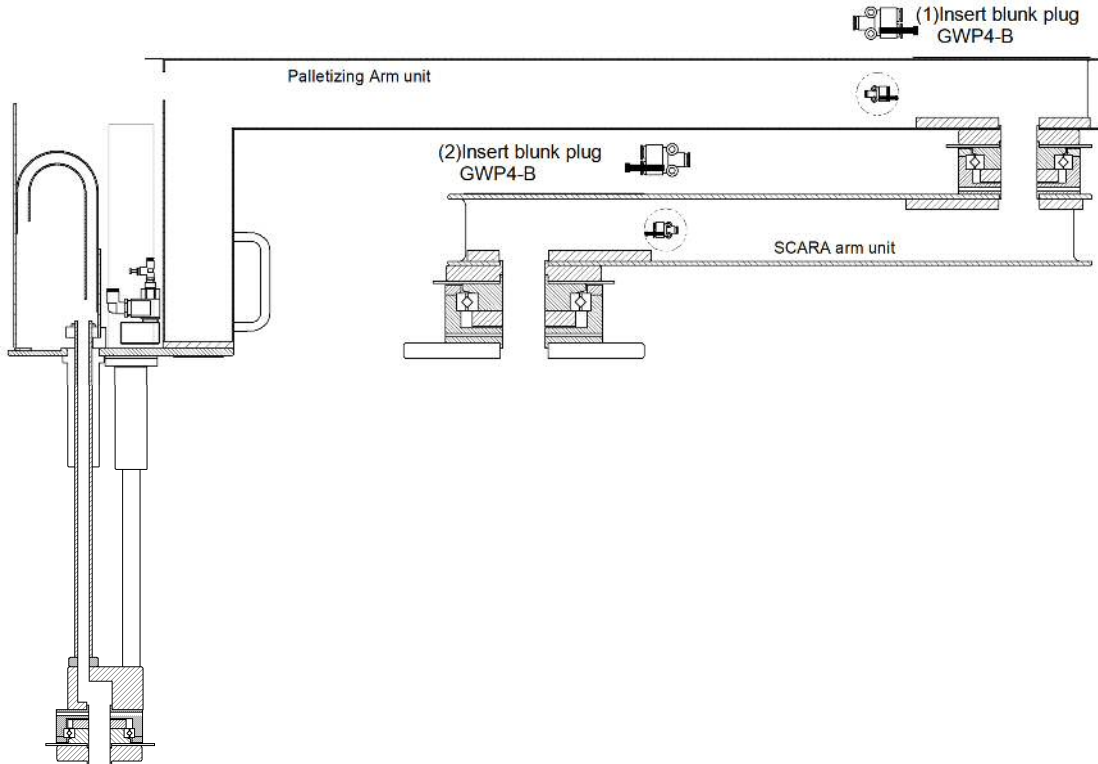 (1)Insert blunk plug
GWP4-B
Palletizing Arm unit
(2)Insert blunk plug
GWP4-B
SCARA arm unit